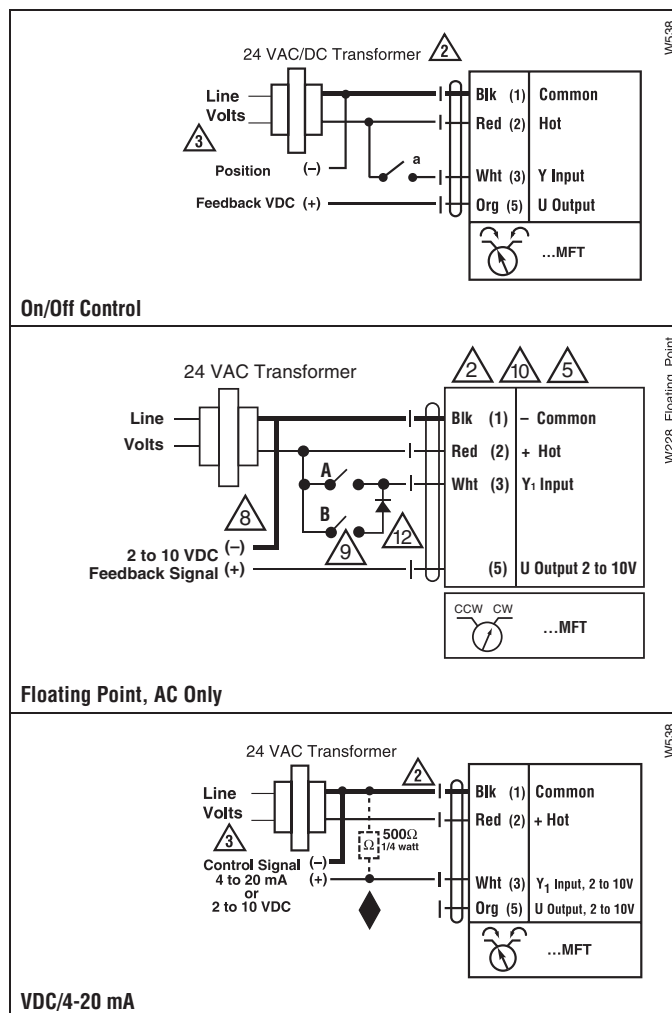 24 VAC/DC Transformer 2
W538
Line
Volts
3
Blk (1) Common
Red (2) Hot
a
Position (–)
Wht (3) Y Input
Feedback VDC (+)
Org (5) U Output
...MFT
On/Off Control
24 VAC Transformer
2 10 5
W228_Floating_Point
Line
Volts
Blk (1) – Common
Red (2) + Hot
A
Wht (3) Y1 Input
B
8
9
12
2 to 10 VDC (–)
Feedback Signal (+)
(5) U Output 2 to 10V
CCW CW
...MFT
Floating Point, AC Only
24 VAC Transformer
2
W538
Line
Volts
3
Blk (1) Common
Red (2) + Hot
Ω 500Ω
1/4 watt
Control Signal (–)
4 to 20 mA (+)
or
2 to 10 VDC
Wht (3) Y1 Input, 2 to 10V
Org (5) U Output, 2 to 10V
...MFT
VDC/4-20 mA